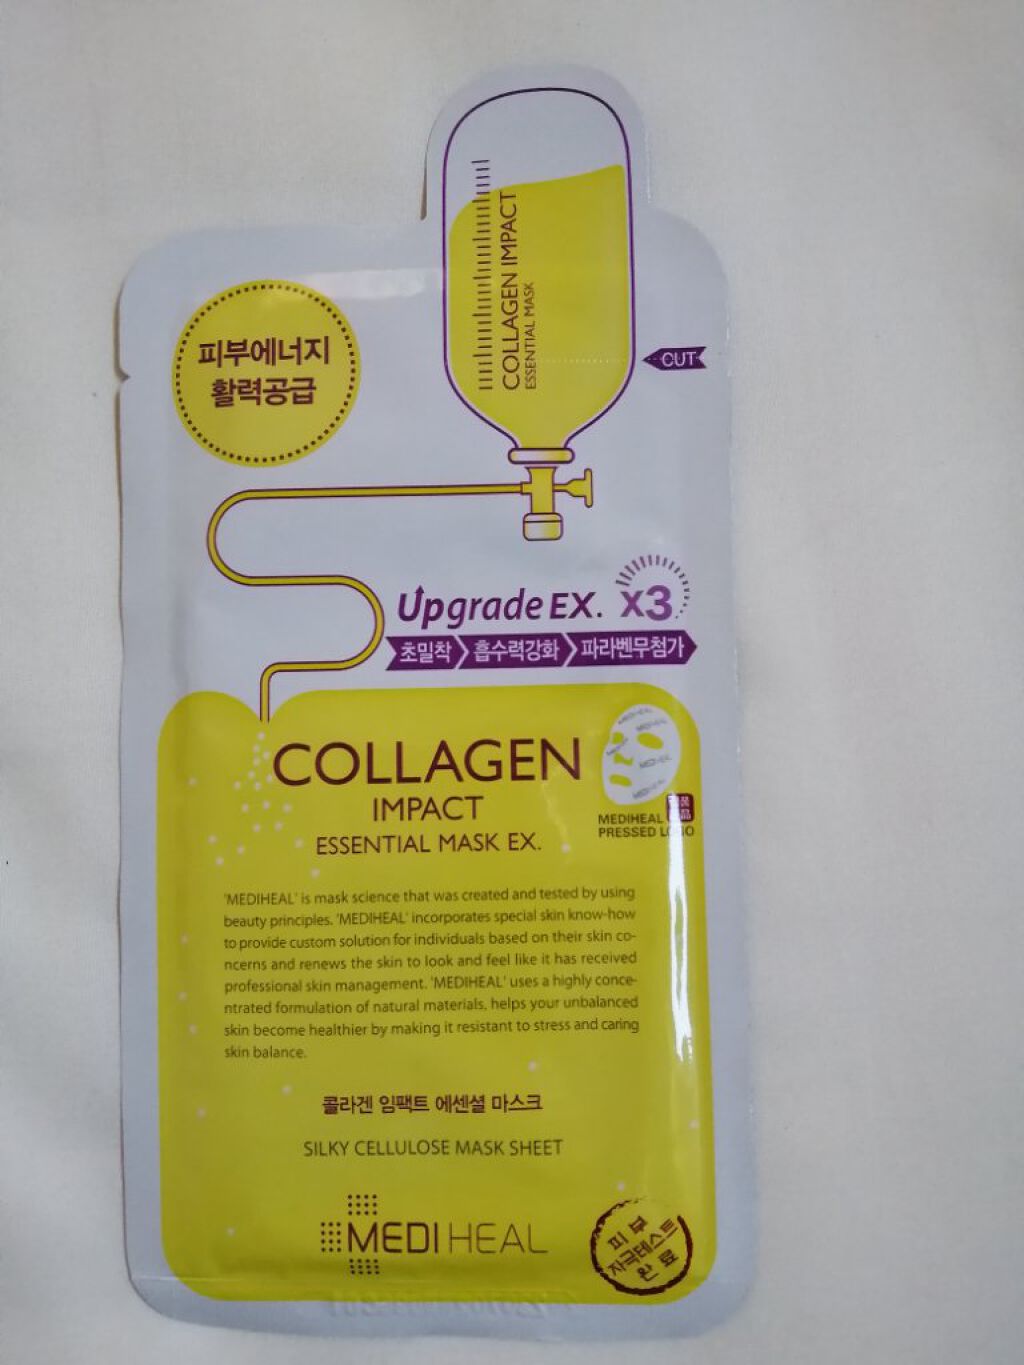 COLLAGEN IMPACT
ESSENTIAL MASK
피부에너지
활력공급
CUT
Upgrade EX. x3
초밀착 흡수력강화 파라벤무첨가
COLLAGEN
IMPACT
ESSENTIAL MASK EX.
MEDIHEAL
PRESSED LOGO
'MEDIHEAL' is mask science that was created and tested by using
beauty principles. 'MEDIHEAL' incorporates special skin know-how
to provide custom solution for individuals based on their skin co-
ncerns and renews the skin to look and feel like it has received
professional skin management. 'MEDIHEAL' uses a highly conce-
ntrated formulation of natural materials, helps your unbalanced
skin become healthier by making it resistant to stress and caring
skin balance.
콜라겐 임팩트 에센셜 마스크
SILKY CELLULOSE MASK SHEET
MEDIHEAL
피부
자극테스트
완료